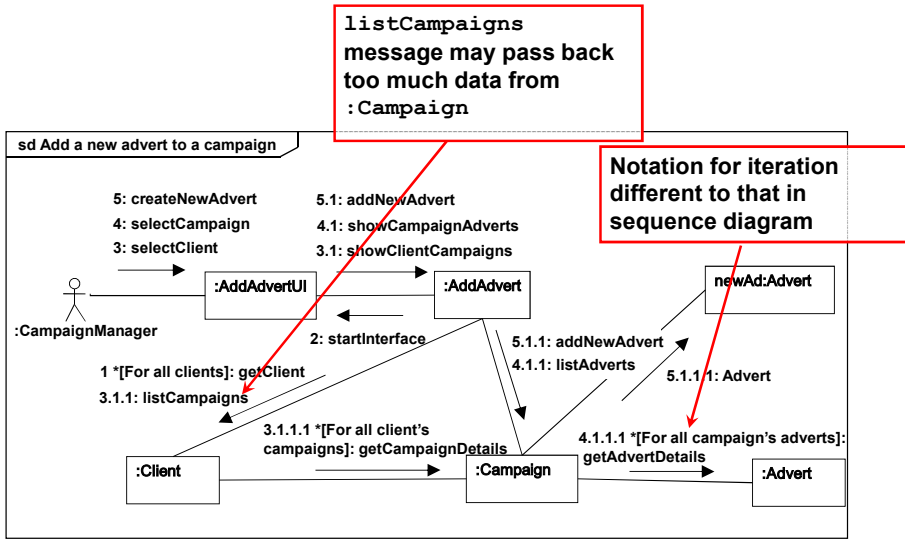 listCampaigns
message may pass back
too much data from
:Campaign
sd Add a new advert to a campaign
Notation for iteration
different to that in
sequence diagram
5: createNewAdvert
4: selectCampaign
3: selectClient
5.1: addNewAdvert
4.1: showCampaignAdverts
3.1: showClientCampaigns
:AddAdvertUI
:AddAdvert
newAd:Advert
:CampaignManager
2: startInterface
5.1.1: addNewAdvert
4.1.1: listAdverts
1 *[For all clients]: getClient
5.1.1.1: Advert
3.1.1: listCampaigns
3.1.1.1 *[For all client's
campaigns]: getCampaignDetails
4.1.1.1 *[For all campaign's adverts]:
getAdvertDetails
:Client
:Campaign
:Advert